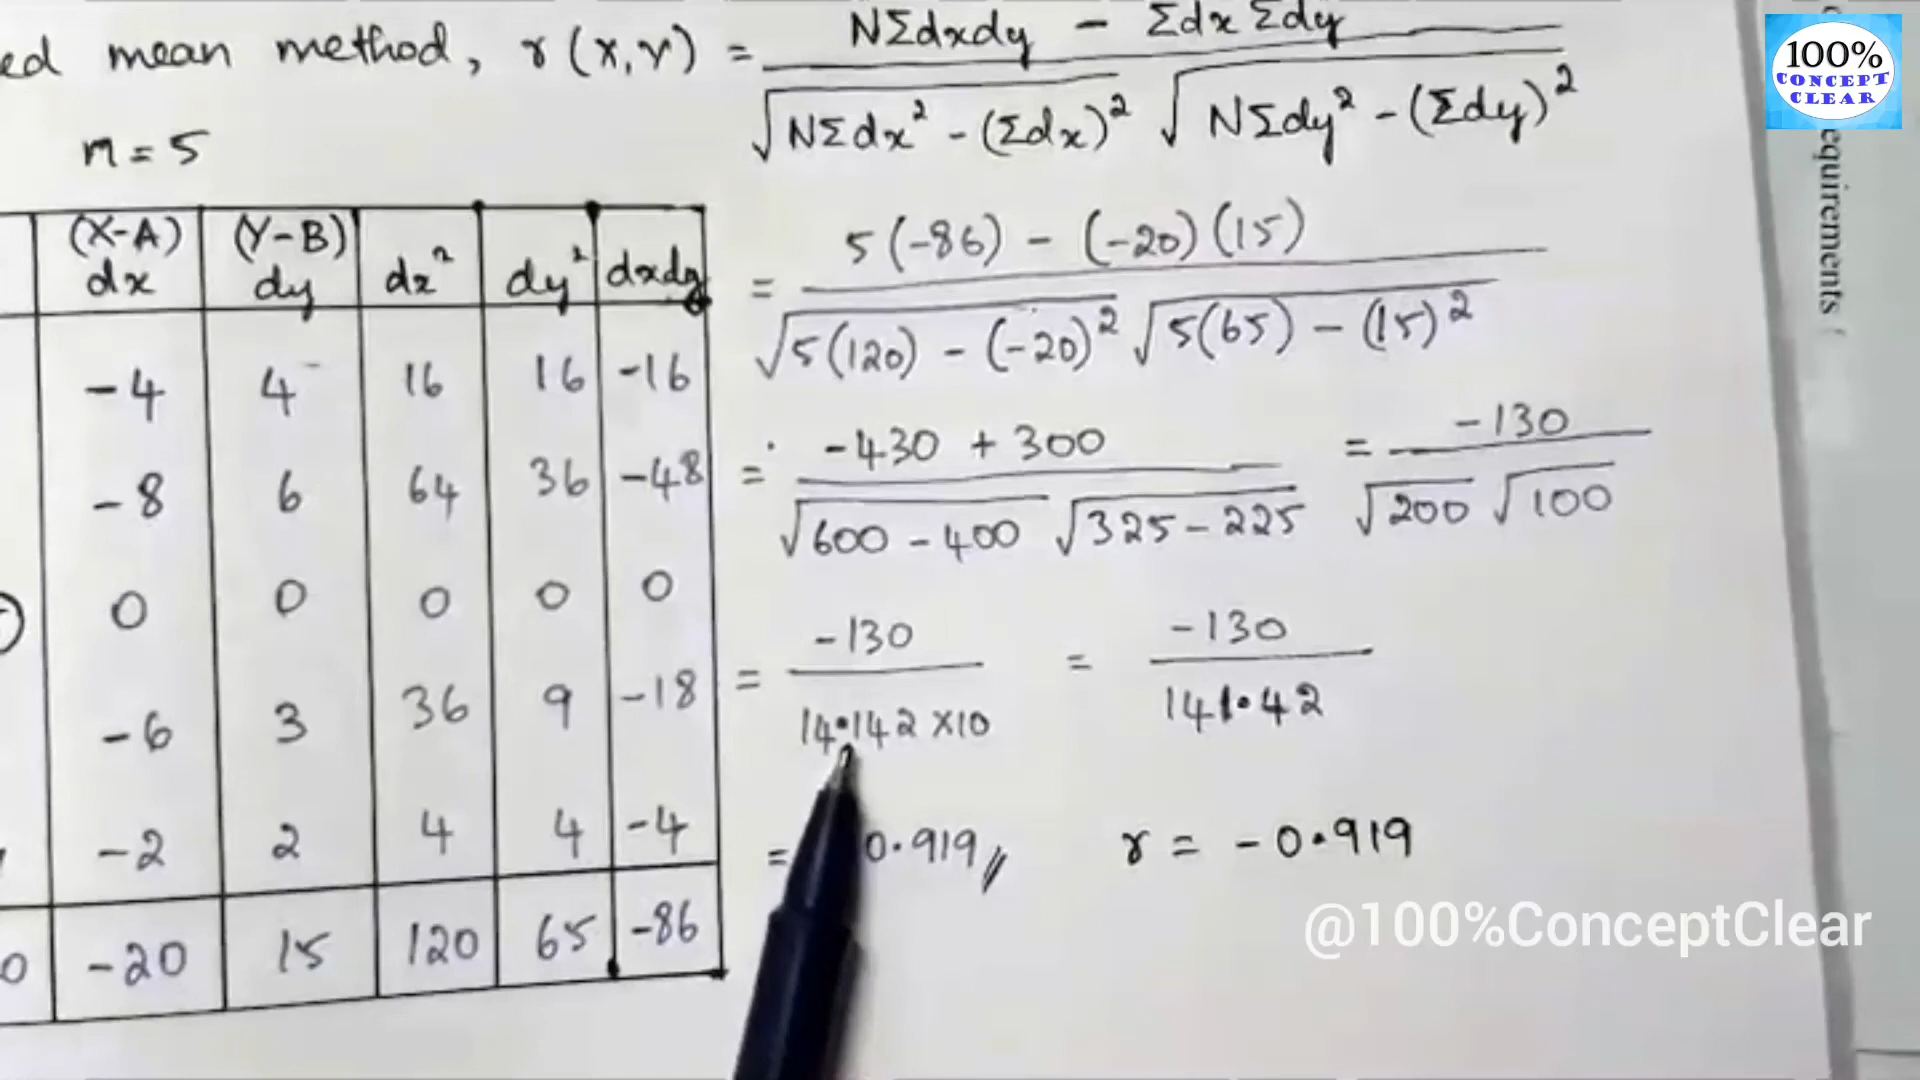 ed mean method, r(X,Y) = NΣdxdy - Σdx Σdy
√NΣdx² - (Σdx)² √NΣdy² - (Σdy)²
n = 5
(X-A) (Y-B)
dx dy dx² dy² dxdy
-4 4 16 16 -16
-8 6 64 36 -48
0 0 0 0 0
-6 3 36 9 -18
-2 2 4 4 -4
0 -20 15 120 65 -86
= 5(-86) - (-20)(15)
√5(120) - (-20)² √5(65) - (15)²
= -430 + 300
√600 - 400 √325 - 225
= -130
√200 √100
= -130
14.142 ×10
= -130
141.42
= 0.919//
r = -0.919
100%
CONCEPT
CLEAR
equirements
@100%ConceptClear